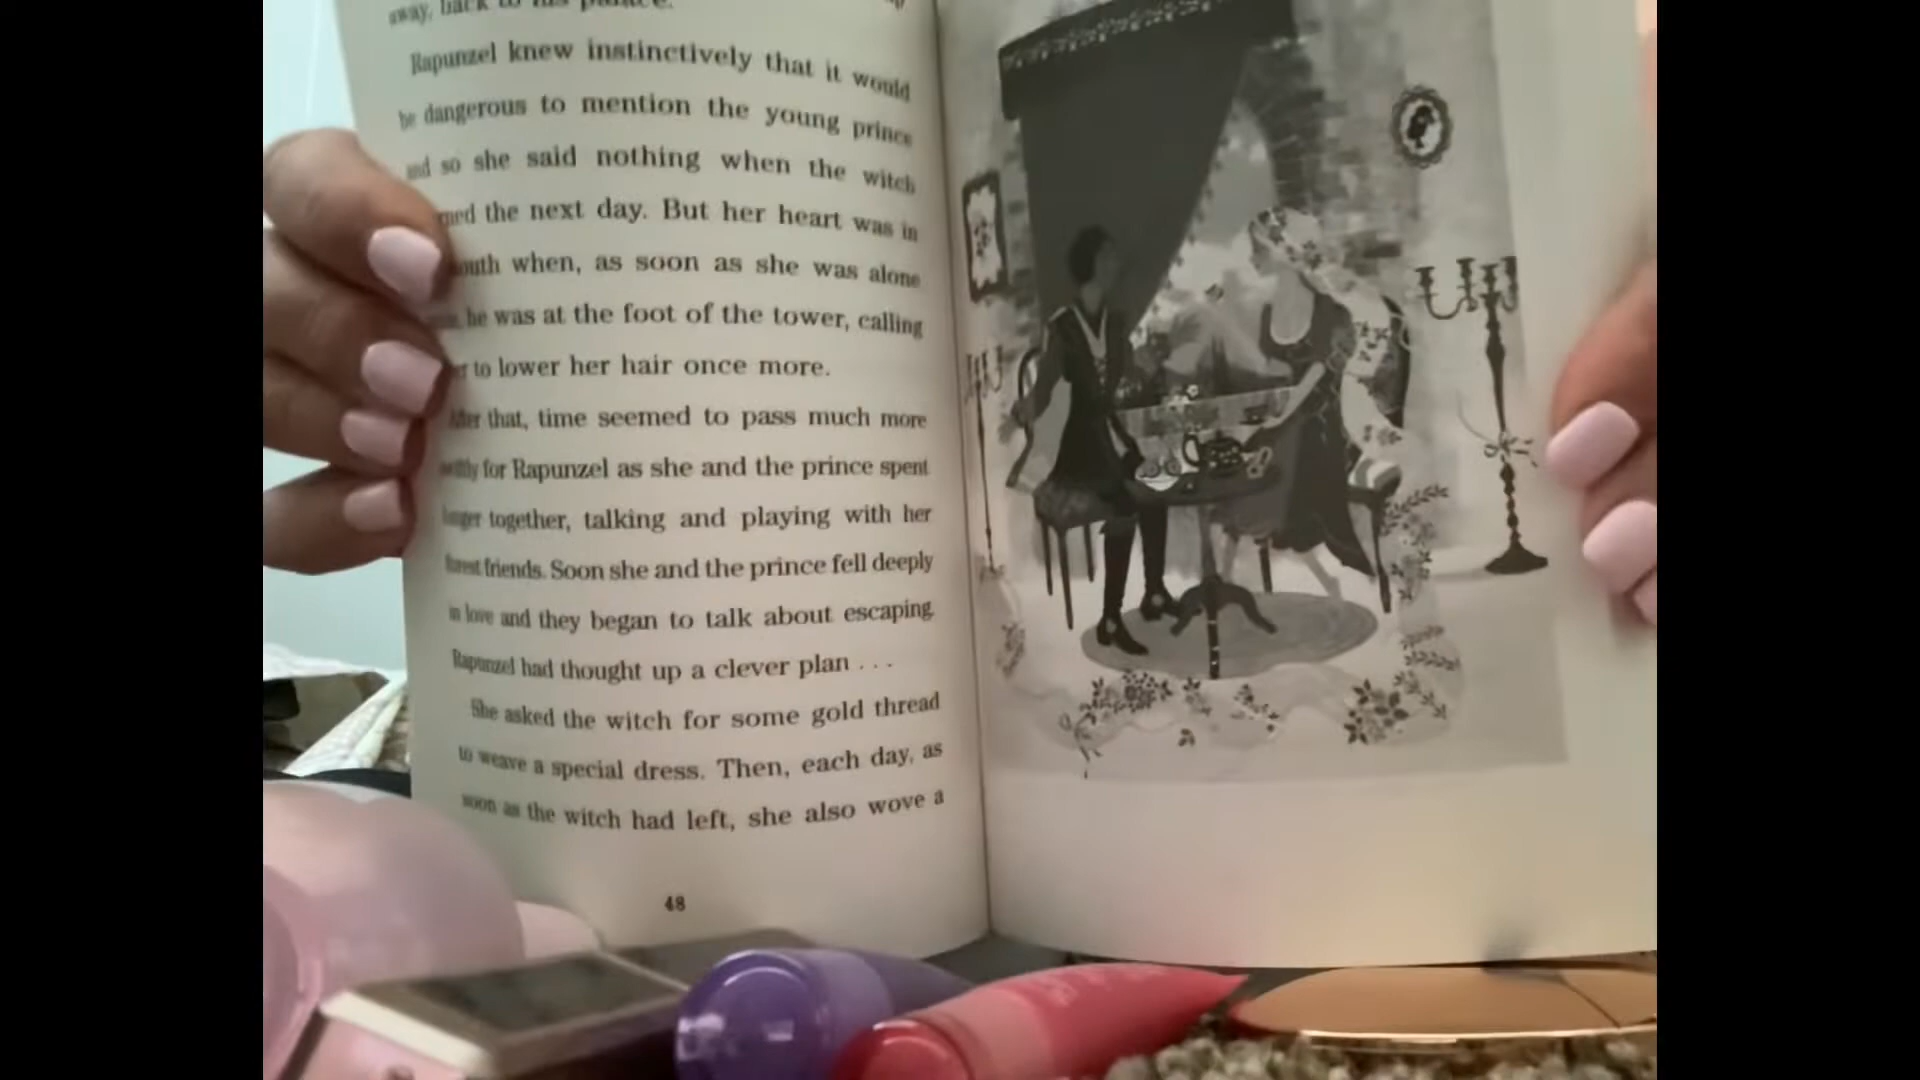 away, back to his palace.
Rapunzel knew instinctively that it would
be dangerous to mention the young prince
and so she said nothing when the witch
the next day. But her heart was in
when, as soon as she was alone
he was at the foot of the tower, calling
to lower her hair once more.
After that, time seemed to pass much more
for Rapunzel as she and the prince spent
together, talking and playing with her
forest friends. Soon she and the prince fell deeply
in love and they began to talk about escaping.
Rapunzel had thought up a clever plan . . .
She asked the witch for some gold thread
to weave a special dress. Then, each day, as
soon as the witch had left, she also wove a
48